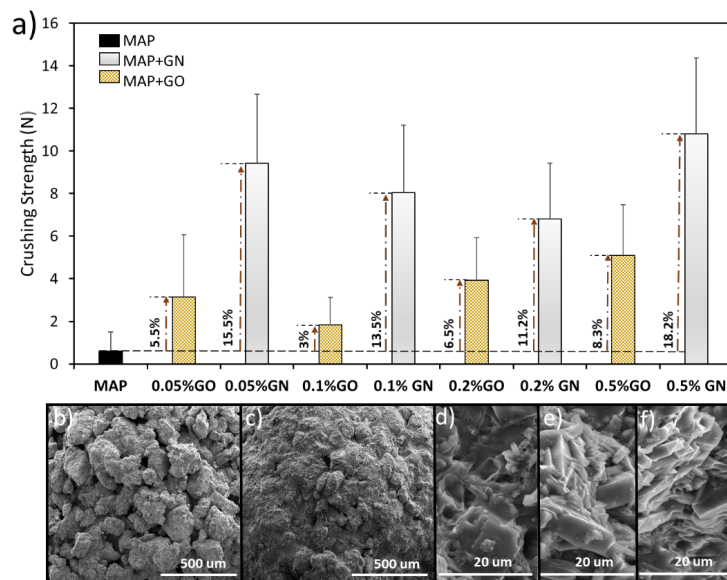 a)
16
14
12
10
8
6
4
2
0
Crushing Strength (N)
MAP
MAP+GN
MAP+GO
5.5%
15.5%
3%
13.5%
6.5%
11.2%
8.3%
18.2%
MAP
0.05%GO
0.05%GN
0.1%GO
0.1% GN
0.2%GO
0.2% GN
0.5%GO
0.5% GN
b)
500 um
c)
500 um
d)
20 um
e)
20 um
f)
20 um